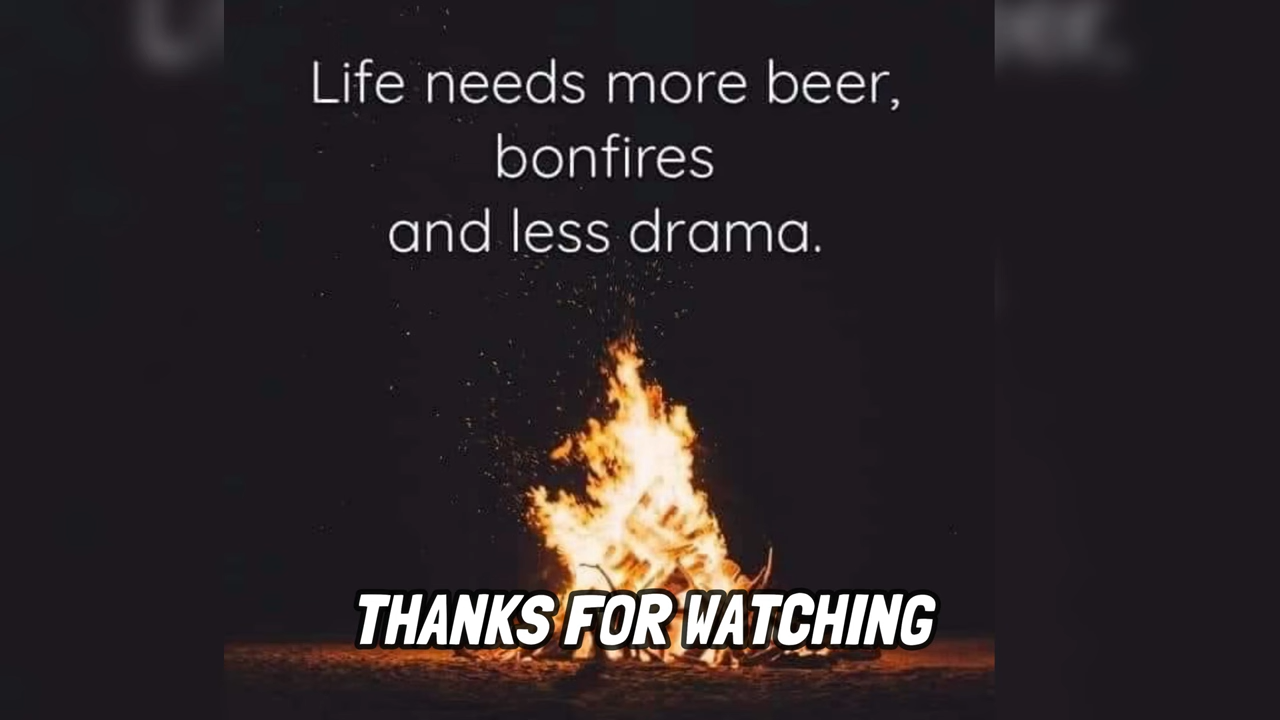 Life needs more beer,
bonfires
and less drama.
THANKS FOR WATCHING